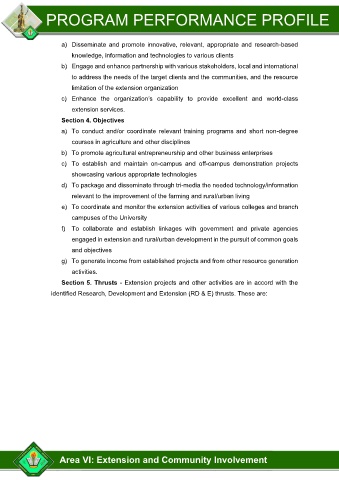 PROGRAM PERFORMANCE PROFILE
a) Disseminate and promote innovative, relevant, appropriate and research-based
knowledge, information and technologies to various clients
b) Engage and enhance partnership with various stakeholders, local and international
to address the needs of the target clients and the communities, and the resource
limitation of the extension organization
c) Enhance the organization's capability to provide excellent and world-class
extension services.
Section 4. Objectives
a) To conduct and/or coordinate relevant training programs and short non-degree
courses in agriculture and other disciplines
b) To promote agricultural entrepreneurship and other business enterprises
c) To establish and maintain on-campus and off-campus demonstration projects
showcasing various appropriate technologies
d) To package and disseminate through tri-media the needed technology/information
relevant to the improvement of the farming and rural/urban living
e) To coordinate and monitor the extension activities of various colleges and branch
campuses of the University
f) To collaborate and establish linkages with government and private agencies
engaged in extension and rural/urban development in the pursuit of common goals
and objectives
g) To generate income from established projects and from other resource generation
activities.
Section 5. Thrusts - Extension projects and other activities are in accord with the
identified Research, Development and Extension (RD & E) thrusts. These are:
Area VI: Extension and Community Involvement